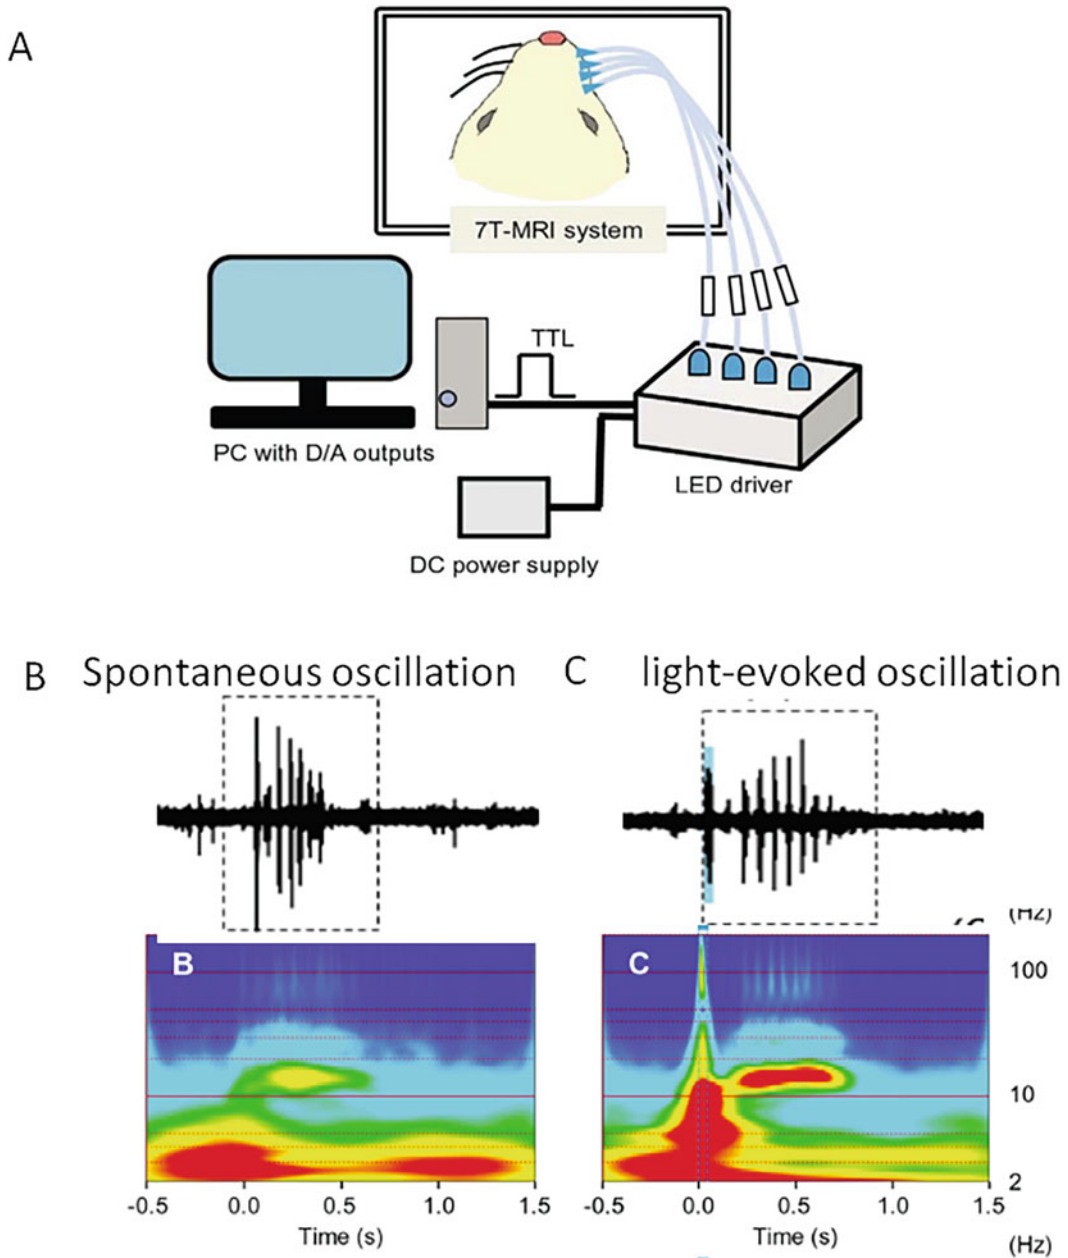 A
7T-MRI system
TTL
PC with D/A outputs
LED driver
DC power supply
B Spontaneous oscillation
C light-evoked oscillation
(Hz)
B
C
100
10
2
-0.5 0.0 0.5 1.0 1.5
-0.5 0.0 0.5 1.0 1.5
Time (s)
Time (s)
(Hz)